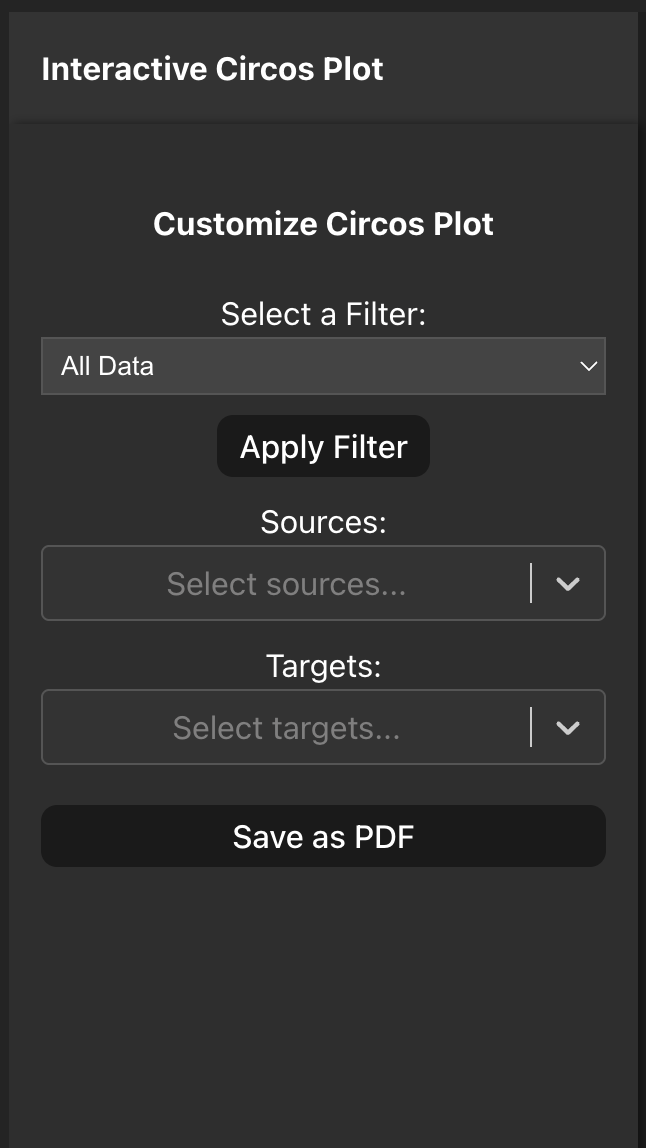 Interactive Circos Plot
Customize Circos Plot
Select a Filter:
All Data
Apply Filter
Sources:
Select sources...
Targets:
Select targets...
Save as PDF